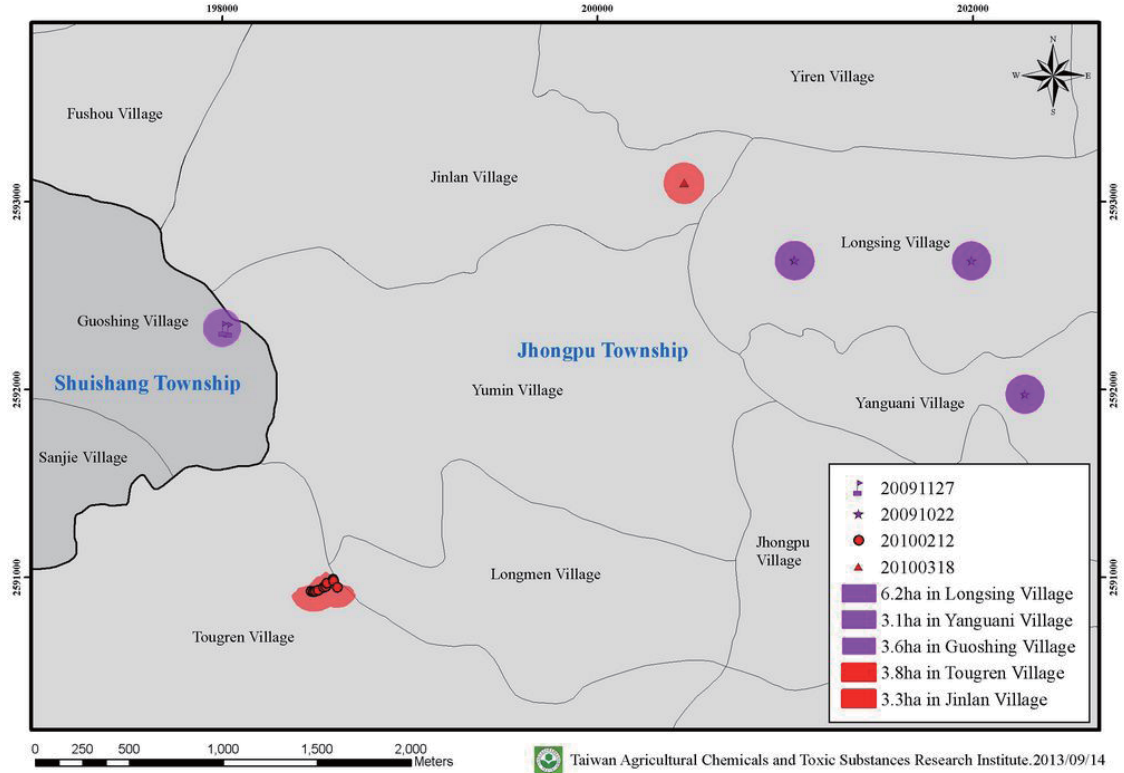 198000
200000
202000
N
W
E
S
Yiren Village
Fushou Village
Jinlan Village
2593000
2593000
Longsing Village
Guoshing Village
Jhongpu Township
Shuishang Township
2592000
Yumin Village
2592000
Yanguani Village
Sanjie Village
20091127
20091022
20100212
20100318
6.2ha in Longsing Village
3.1ha in Yanguani Village
3.6ha in Guoshing Village
3.8ha in Tougren Village
3.3ha in Jinlan Village
Jhongpu
Village
2591000
Longmen Village
2591000
Tougren Village
0 250 500 1,000 1,500 2,000
Meters
Taiwan Agricultural Chemicals and Toxic Substances Research Institute.2013/09/14